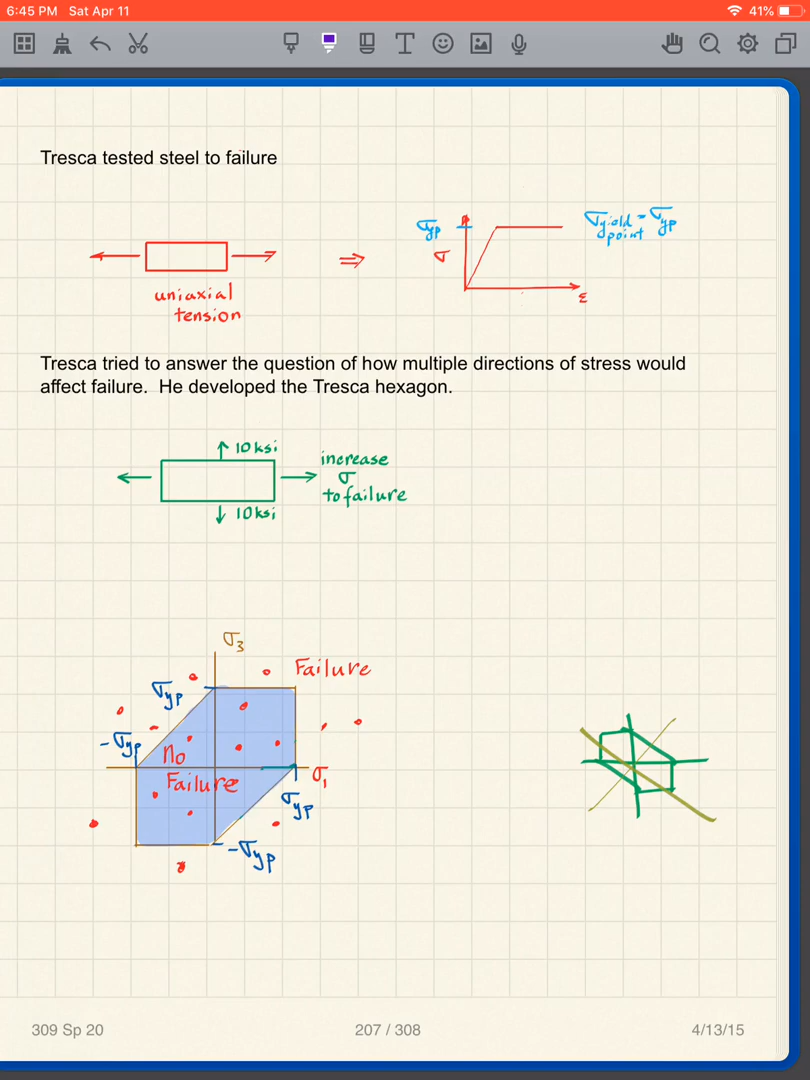 6:45 PM Sat Apr 11
41%
Tresca tested steel to failure
σyp
σyield = σyp
point
σ
ε
uniaxial
tension
⇒
Tresca tried to answer the question of how multiple directions of stress would
affect failure. He developed the Tresca hexagon.
↑ 10 ksi
increase
σ
to failure
↓ 10 ksi
σ3
Failure
σyp
-σyp
No
Failure
σ1
σyp
-σyp
309 Sp 20
207 / 308
4/13/15